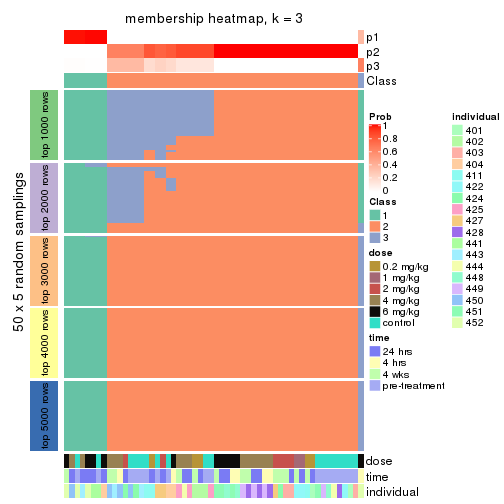 membership heatmap, k = 3
p1
p2
p3
Class
50 x 5 random samplings
top 1000 rows
top 2000 rows
top 3000 rows
top 4000 rows
top 5000 rows
dose
time
individual
Prob
1
0.8
0.6
0.4
0.2
0
Class
1
2
3
dose
0.2 mg/kg
1 mg/kg
2 mg/kg
4 mg/kg
6 mg/kg
control
time
24 hrs
4 hrs
4 wks
pre-treatment
individual
401
402
403
404
411
422
424
425
427
428
441
443
444
448
449
450
451
452